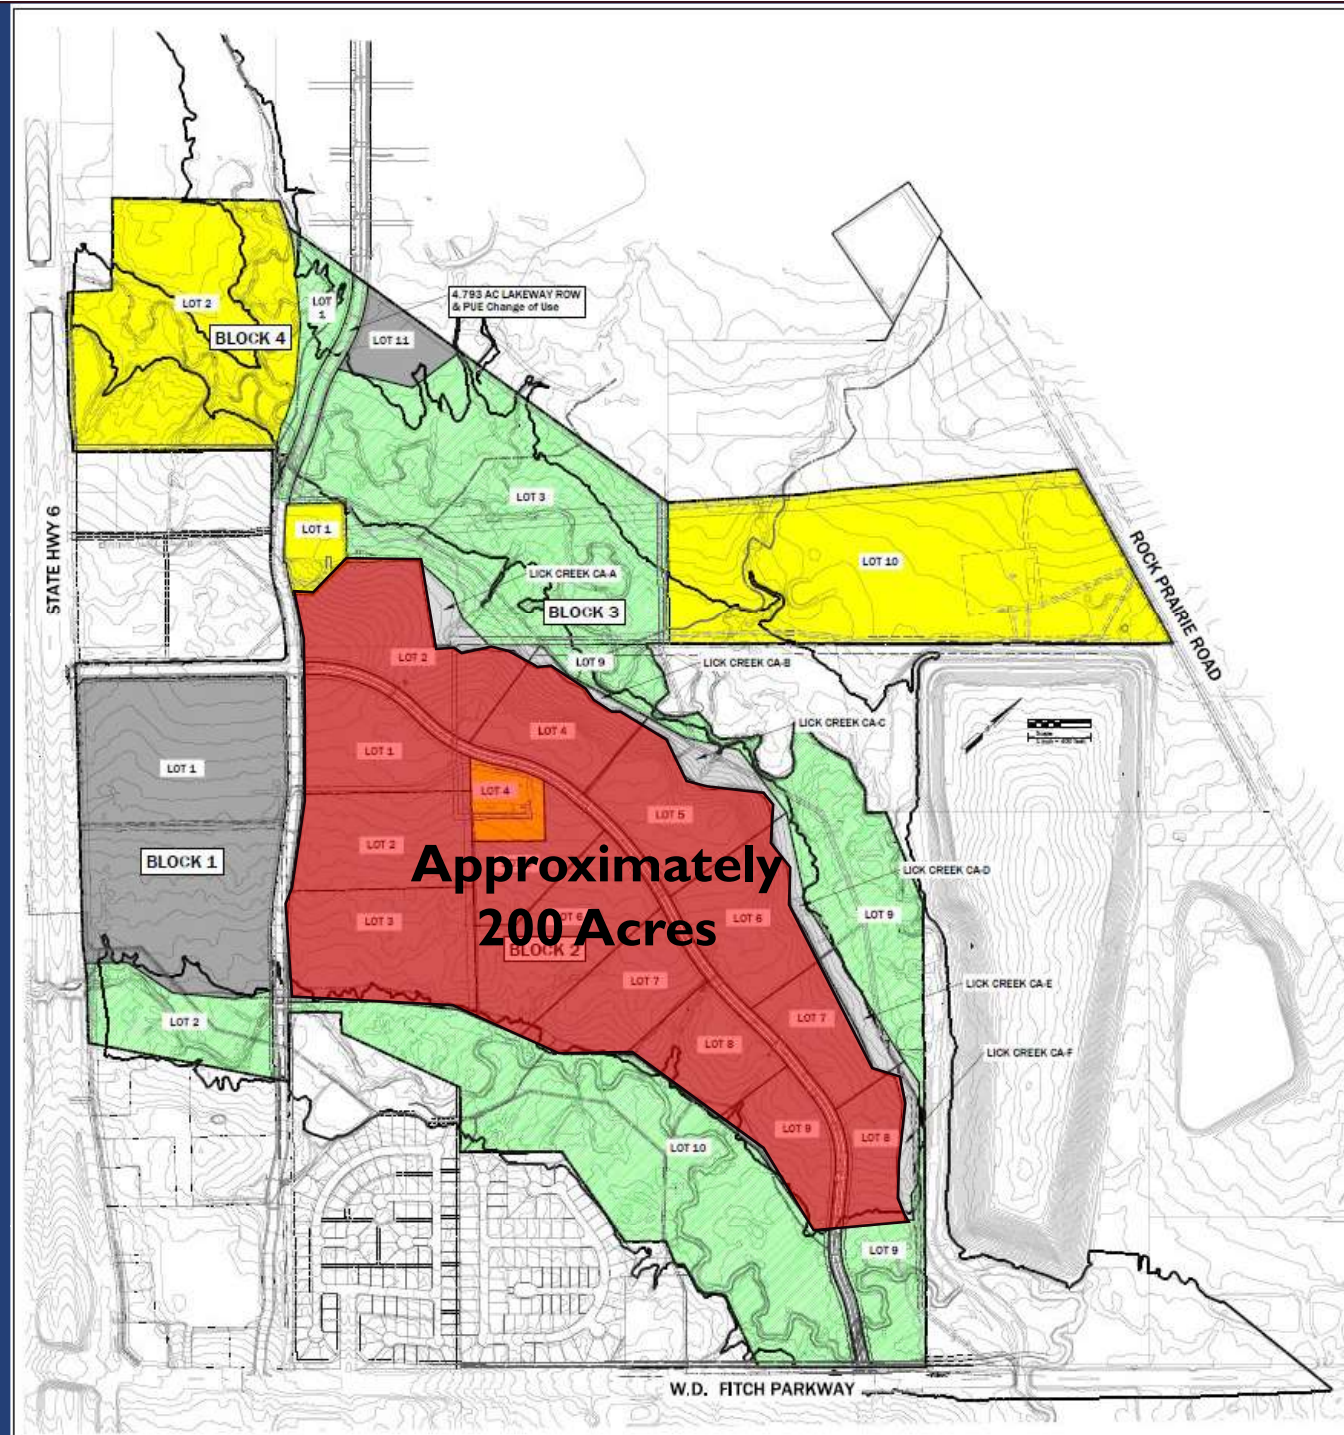 LOT 2
BLOCK 4
LOT
1
4.793 AC LAKEWAY ROW
& PUE Change of Use
LOT 11
LOT 3
LOT 1
STATE HWY 6
LOT 10
ROCK PRAIRIE ROAD
LICK CREEK CA-A
BLOCK 3
LOT 2
LOT 9
LICK CREEK CA-B
LICK CREEK CA-C
LOT 4
LOT 1
LOT 1
LOT 4
LOT 5
LOT 2
BLOCK 1
Approximately
200 Acres
LICK CREEK CA-D
LOT 3
LOT 6
LOT 6
LOT 9
BLOCK 2
LOT 7
LICK CREEK CA-E
LOT 2
LOT 7
LOT 8
LICK CREEK CA-F
LOT 9
LOT 8
LOT 10
LOT 9
W.D. FITCH PARKWAY